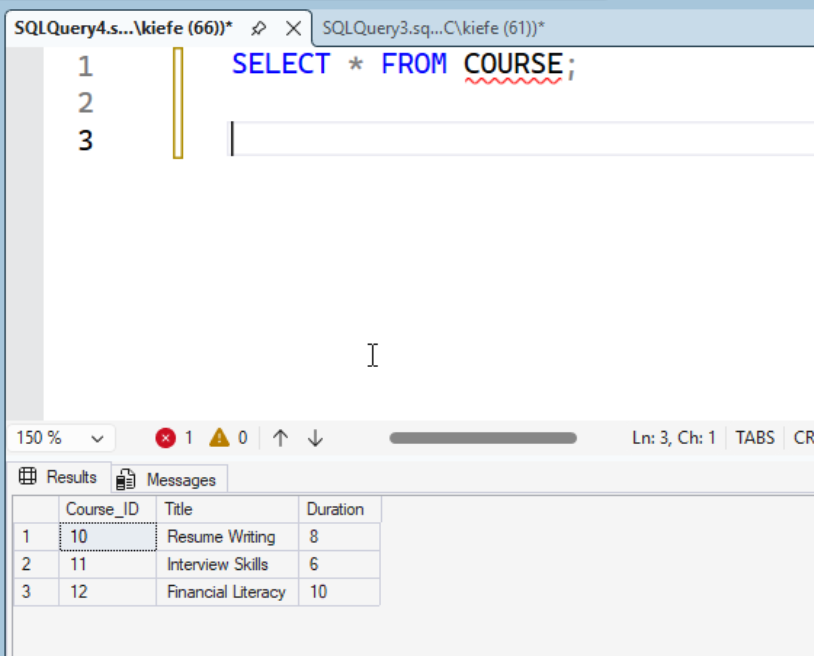 SQLQuery4.s...\kiefe (66))* SQLQuery3.sq...C\kiefe (61))*
1 SELECT * FROM COURSE;
2
3
150 % 1 0 Ln: 3, Ch: 1 TABS CR
Results Messages
Course_ID Title Duration
1 10 Resume Writing 8
2 11 Interview Skills 6
3 12 Financial Literacy 10